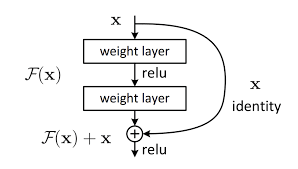 x
weight layer
relu
F(x)
x
weight layer
identity
F(x) + x
relu